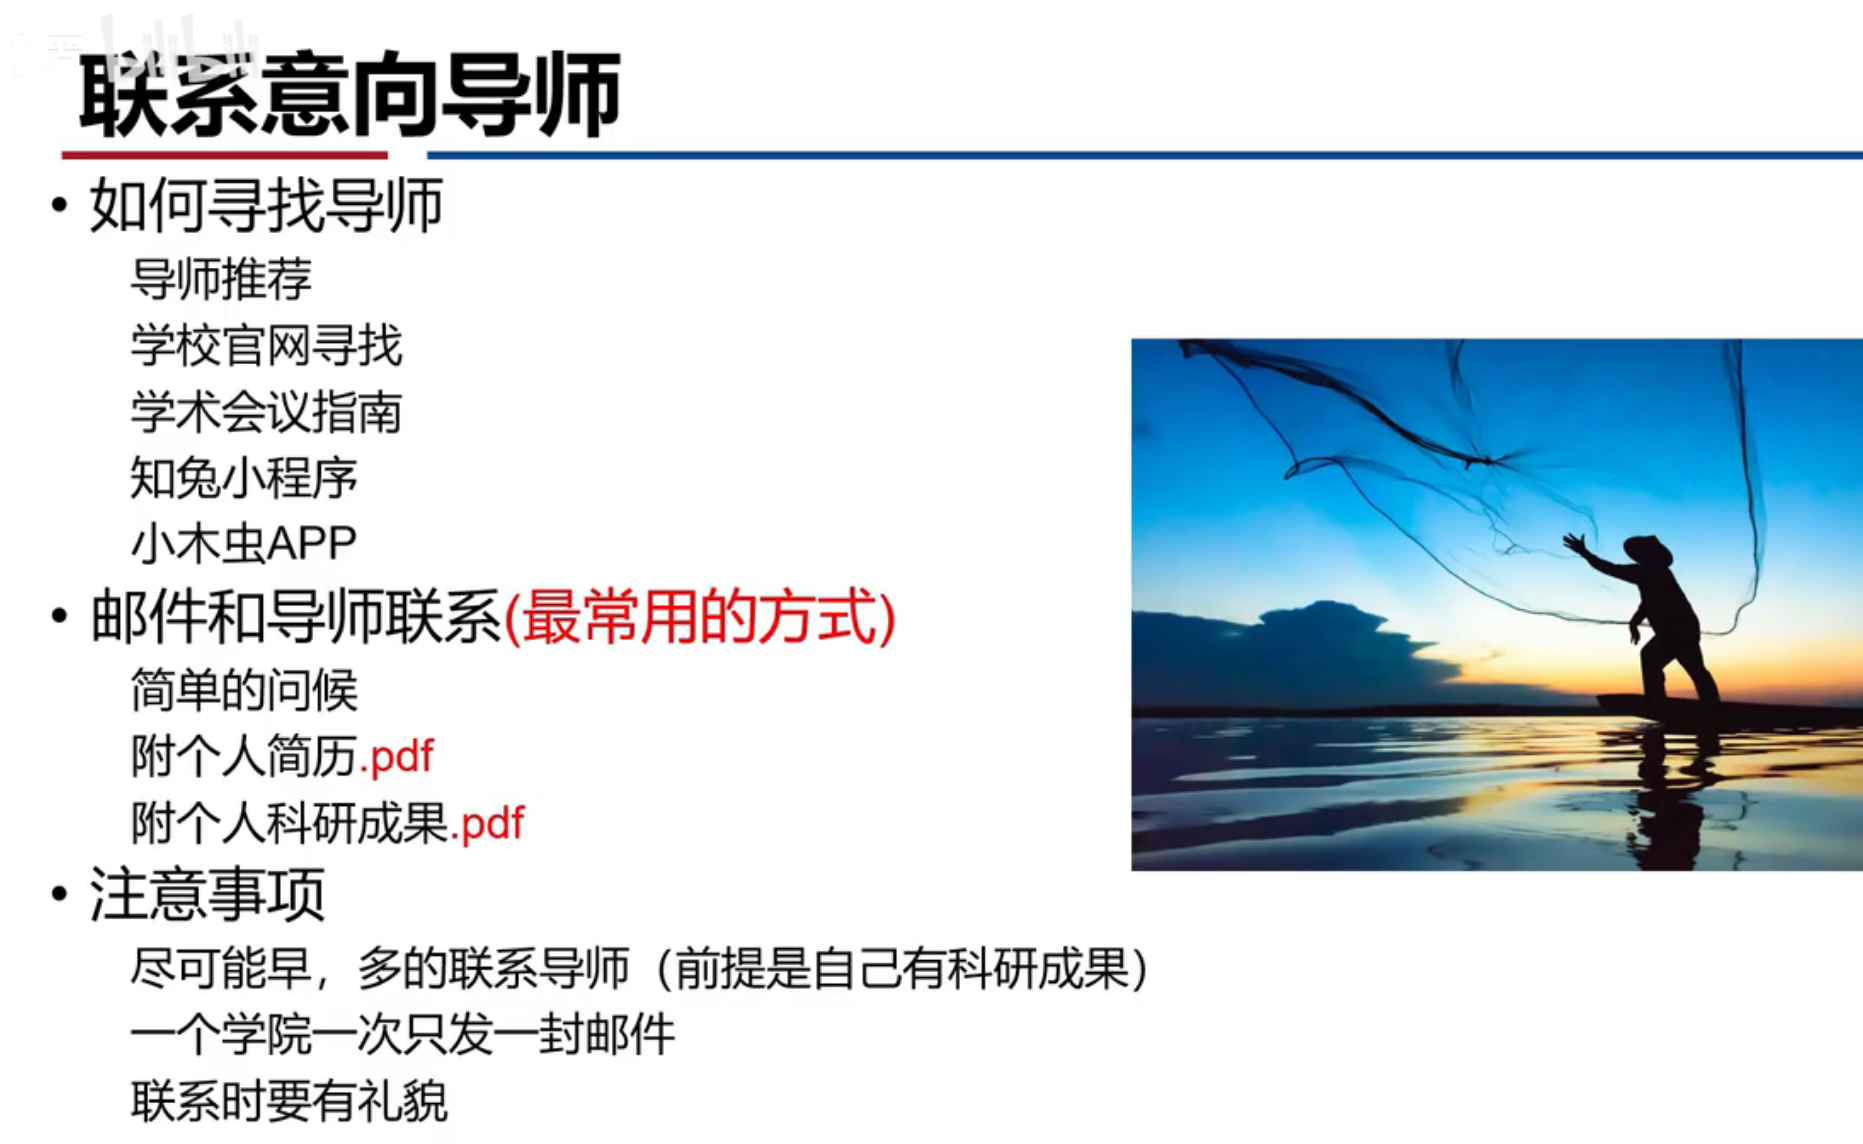 联系意向导师
• 如何寻找导师
导师推荐
学校官网寻找
学术会议指南
知兔小程序
小木虫APP
• 邮件和导师联系(最常用的方式)
简单的问候
附个人简历.pdf
附个人科研成果.pdf
• 注意事项
尽可能早，多的联系导师（前提是自己有科研成果）
一个学院一次只发一封邮件
联系时要有礼貌